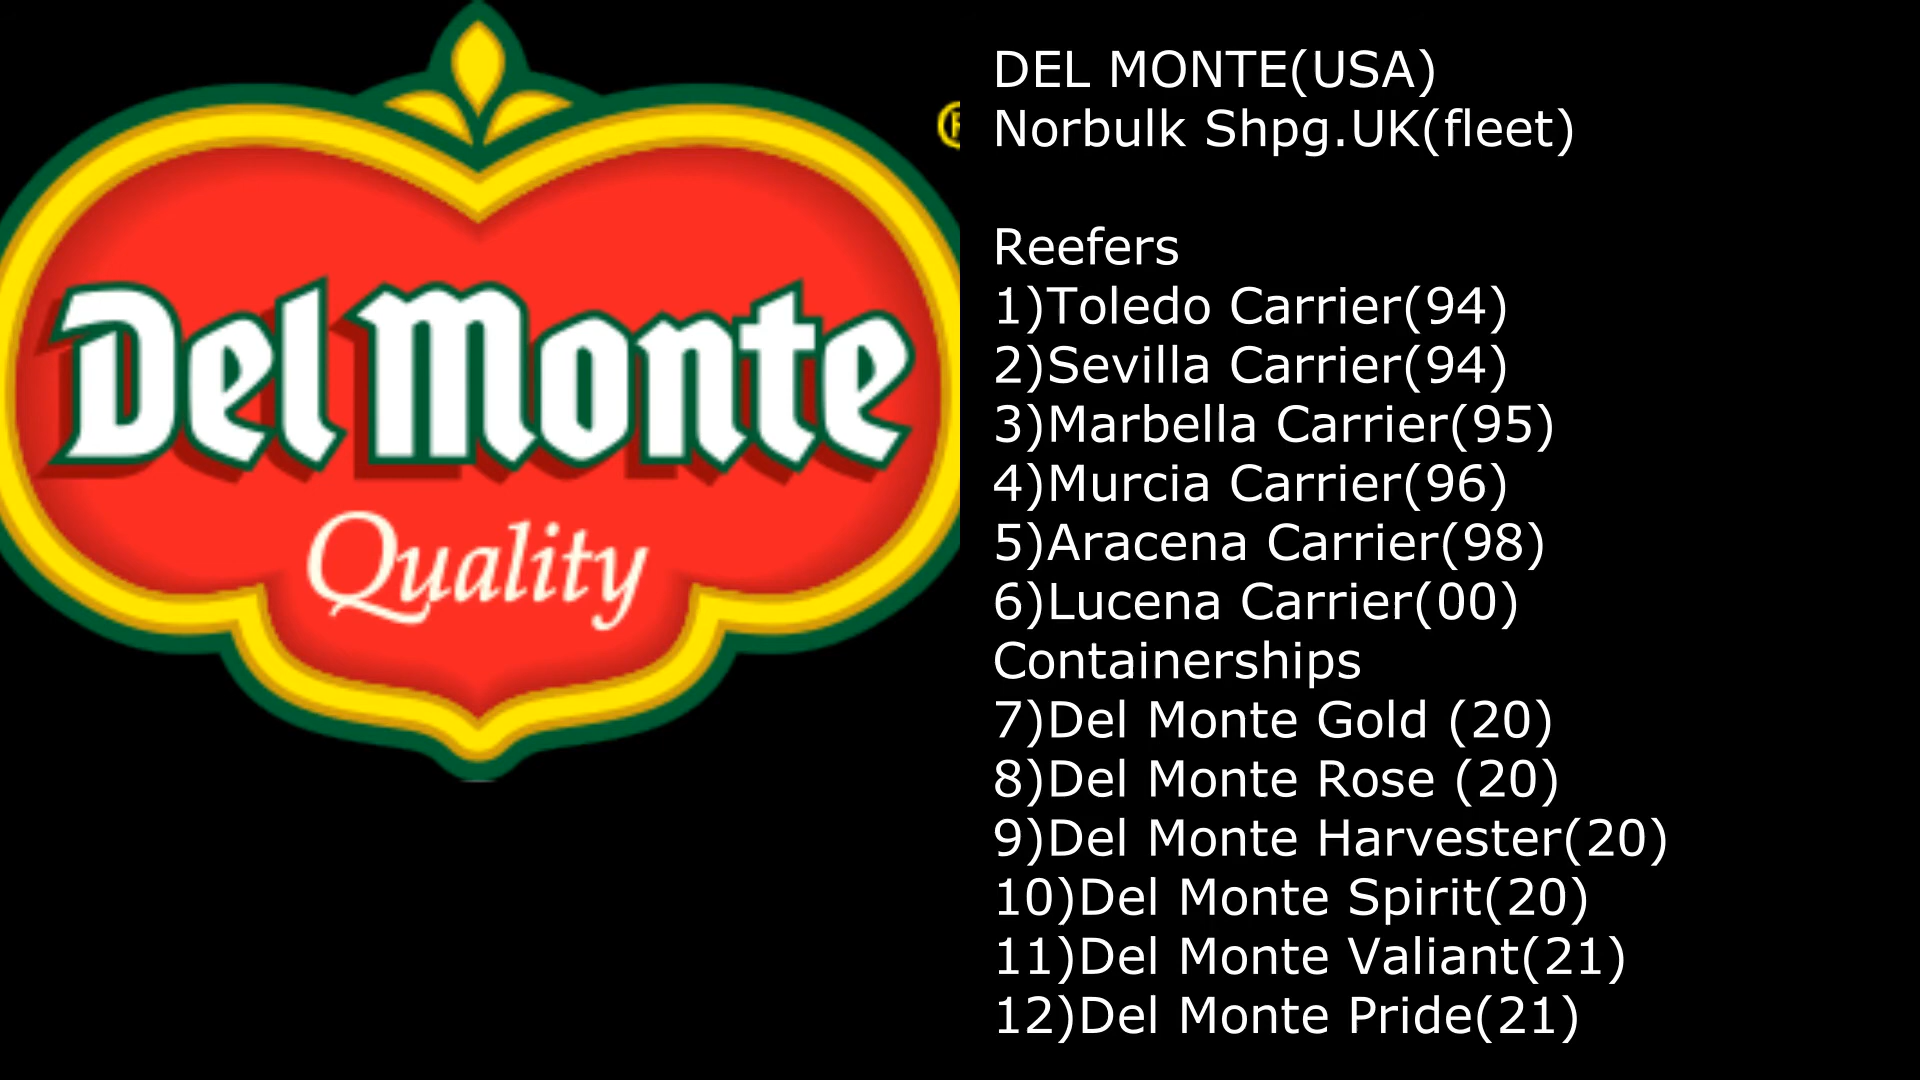 Del Monte
Quality
®
DEL MONTE(USA)
Norbulk Shpg.UK(fleet)
Reefers
1)Toledo Carrier(94)
2)Sevilla Carrier(94)
3)Marbella Carrier(95)
4)Murcia Carrier(96)
5)Aracena Carrier(98)
6)Lucena Carrier(00)
Containerships
7)Del Monte Gold (20)
8)Del Monte Rose (20)
9)Del Monte Harvester(20)
10)Del Monte Spirit(20)
11)Del Monte Valiant(21)
12)Del Monte Pride(21)